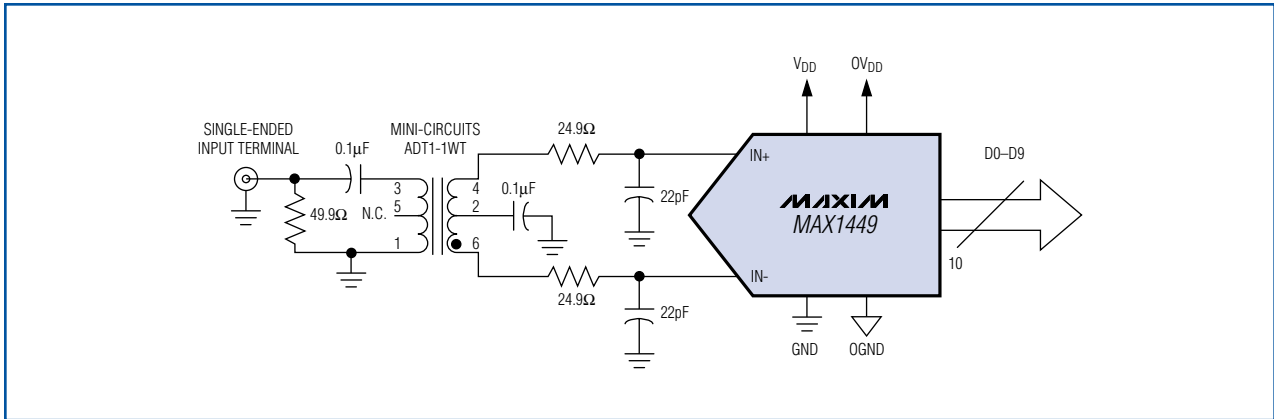 VDD
OVDD
SINGLE-ENDED
INPUT TERMINAL
0.1µF
MINI-CIRCUITS
ADT1-1WT
24.9Ω
IN+
D0–D9
3
4
0.1µF
22pF
MAXIM
MAX1449
49.9Ω
N.C.
5
2
1
6
10
IN-
24.9Ω
22pF
GND
OGND